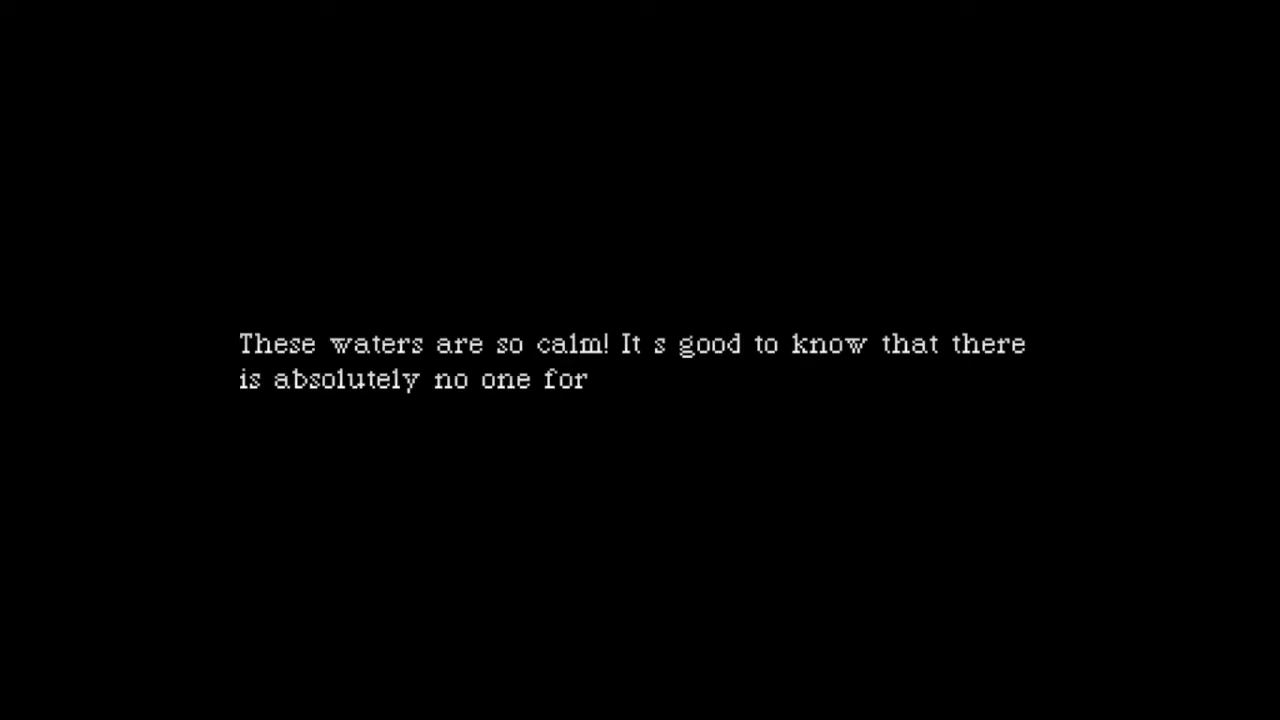 These waters are so calm! It s good to know that there
is absolutely no one for